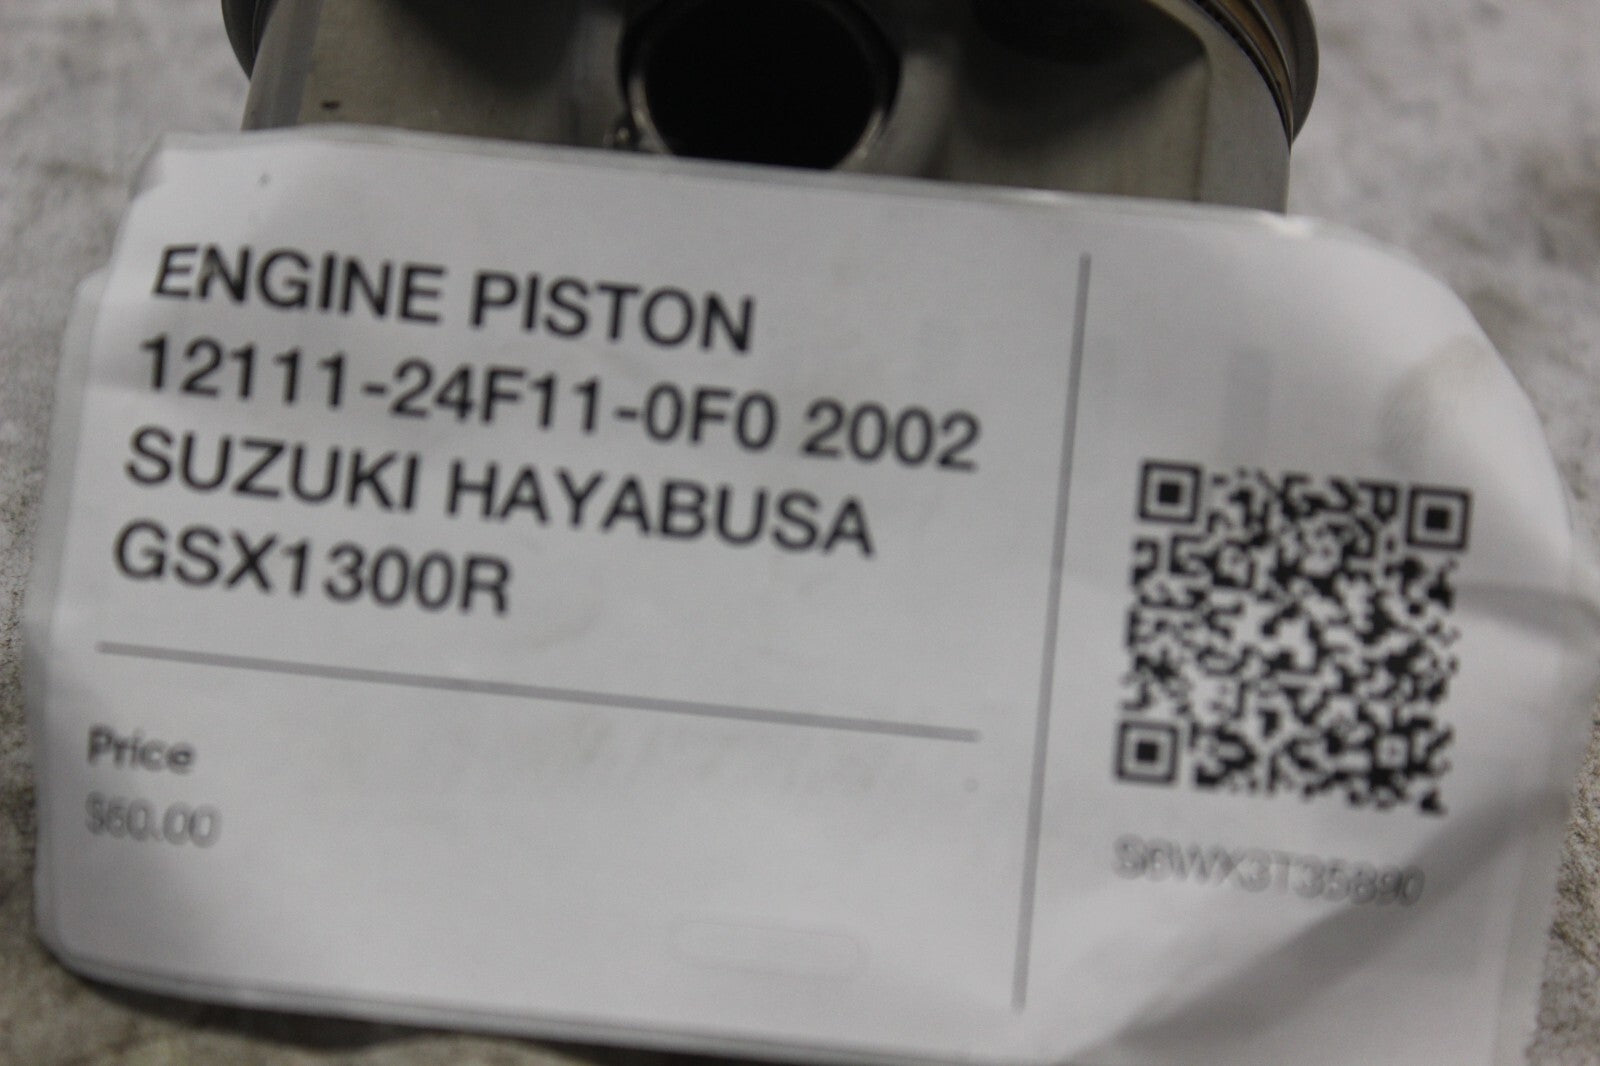 ENGINE PISTON
12111-24F11-0F0 2002
SUZUKI HAYABUSA
GSX1300R
Price
$60.00
S6WX3T35890